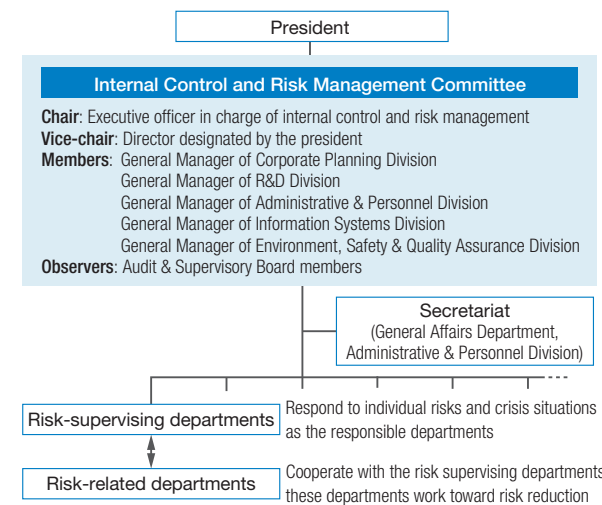 President
Internal Control and Risk Management Committee
Chair: Executive officer in charge of internal control and risk management
Vice-chair: Director designated by the president
Members: General Manager of Corporate Planning Division
General Manager of R&D Division
General Manager of Administrative & Personnel Division
General Manager of Information Systems Division
General Manager of Environment, Safety & Quality Assurance Division
Observers: Audit & Supervisory Board members
Secretariat
(General Affairs Department,
Administrative & Personnel Division)
Risk-supervising departments
Respond to individual risks and crisis situations
as the responsible departments
Risk-related departments
Cooperate with the risk supervising departments
these departments work toward risk reduction